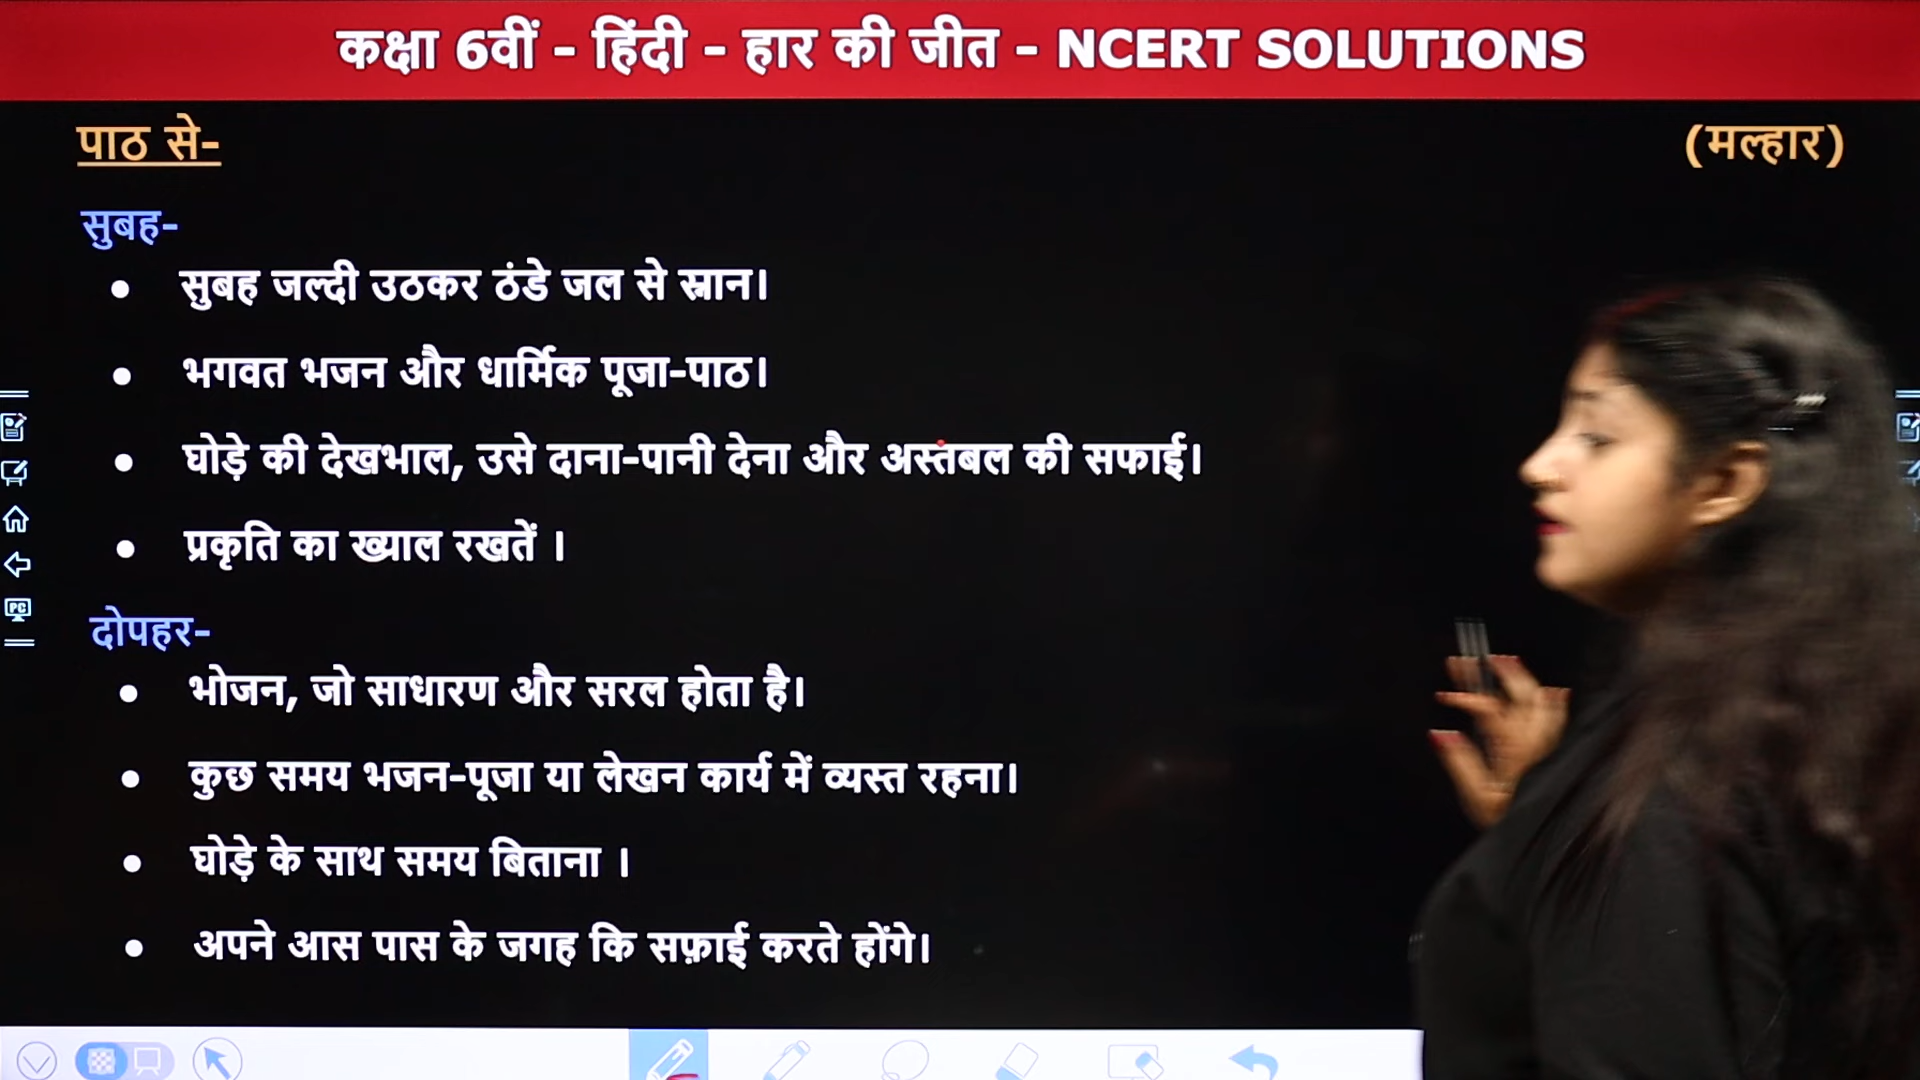 कक्षा 6वीं - हिंदी - हार की जीत - NCERT SOLUTIONS
पाठ से-
(मल्हार)
सुबह-
• सुबह जल्दी उठकर ठंडे जल से स्नान।
• भगवत भजन और धार्मिक पूजा-पाठ।
• घोड़े की देखभाल, उसे दाना-पानी देना और अस्तबल की सफाई।
• प्रकृति का ख्याल रखतें ।
दोपहर-
• भोजन, जो साधारण और सरल होता है।
• कुछ समय भजन-पूजा या लेखन कार्य में व्यस्त रहना।
• घोड़े के साथ समय बिताना ।
• अपने आस पास के जगह कि सफ़ाई करते होंगे।
PC